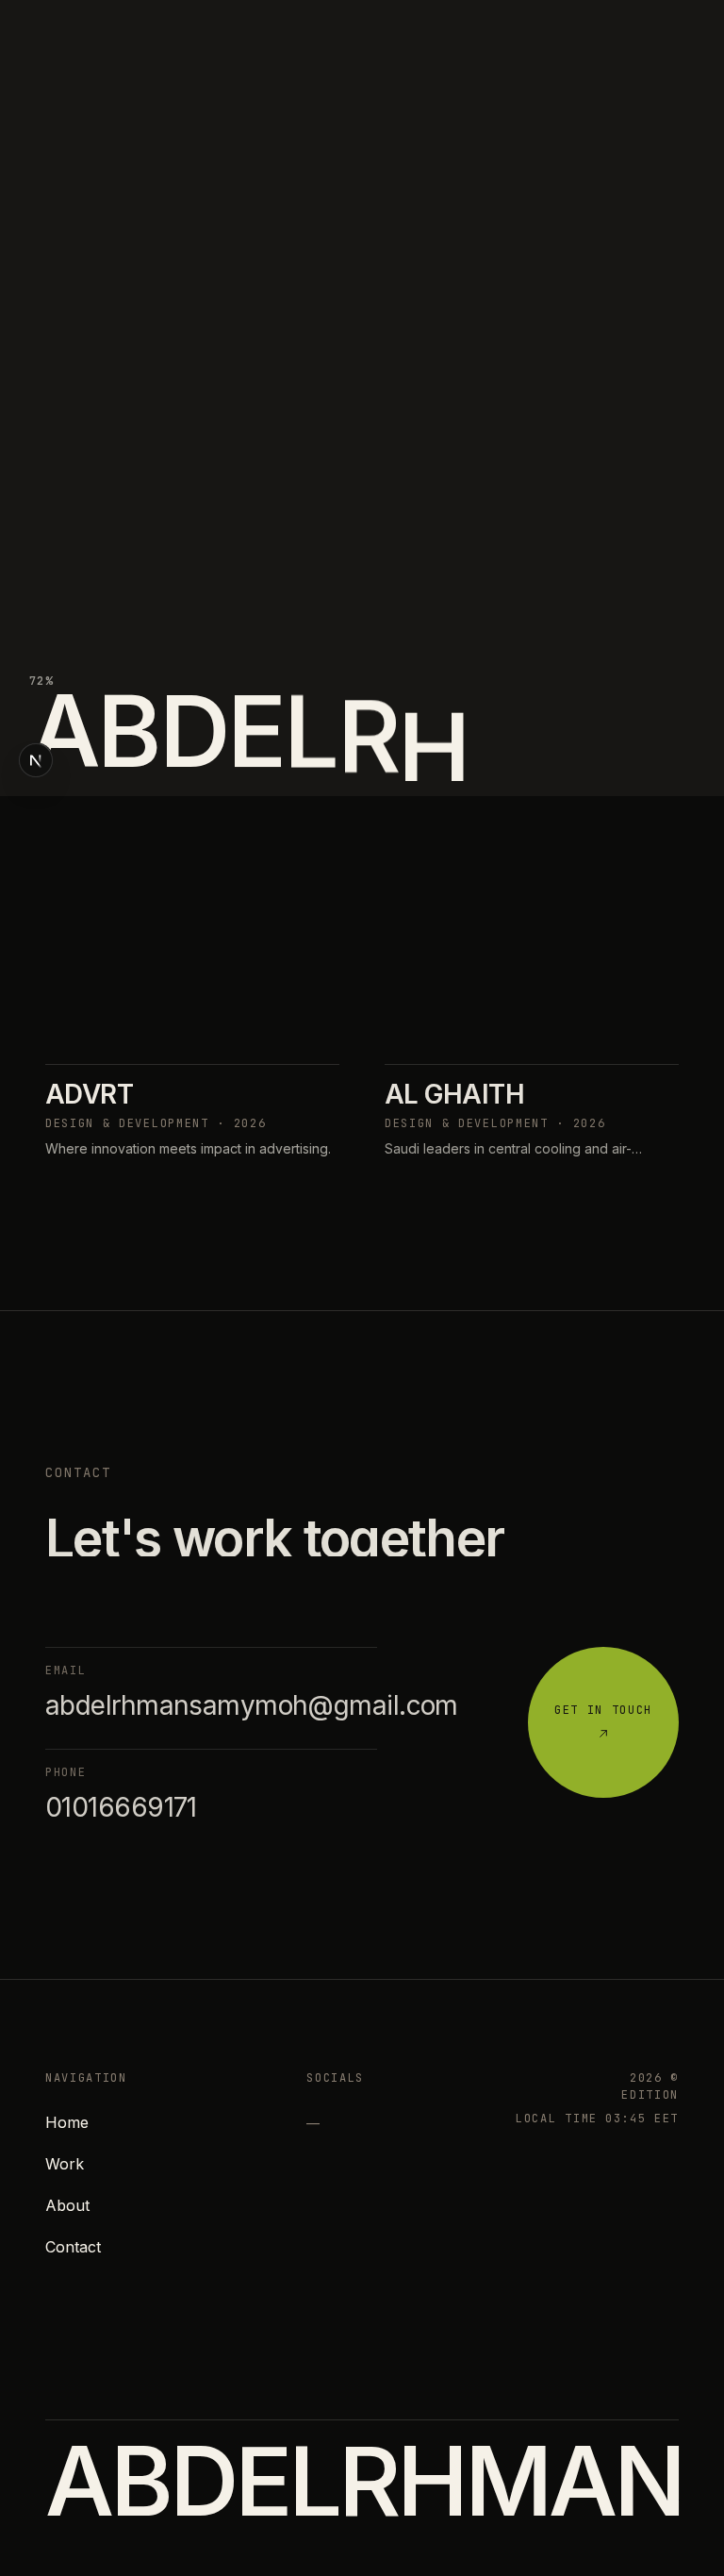 72%
ABDELRH
N
ADVRT
DESIGN & DEVELOPMENT · 2026
Where innovation meets impact in advertising.
AL GHAITH
DESIGN & DEVELOPMENT · 2026
Saudi leaders in central cooling and air-...
CONTACT
Let's work together
EMAIL
abdelrhmansamymoh@gmail.com
PHONE
01016669171
GET IN TOUCH
↗
NAVIGATION
Home
Work
About
Contact
SOCIALS
—
2026 ©
EDITION
LOCAL TIME 03:45 EET
ABDELRHMAN